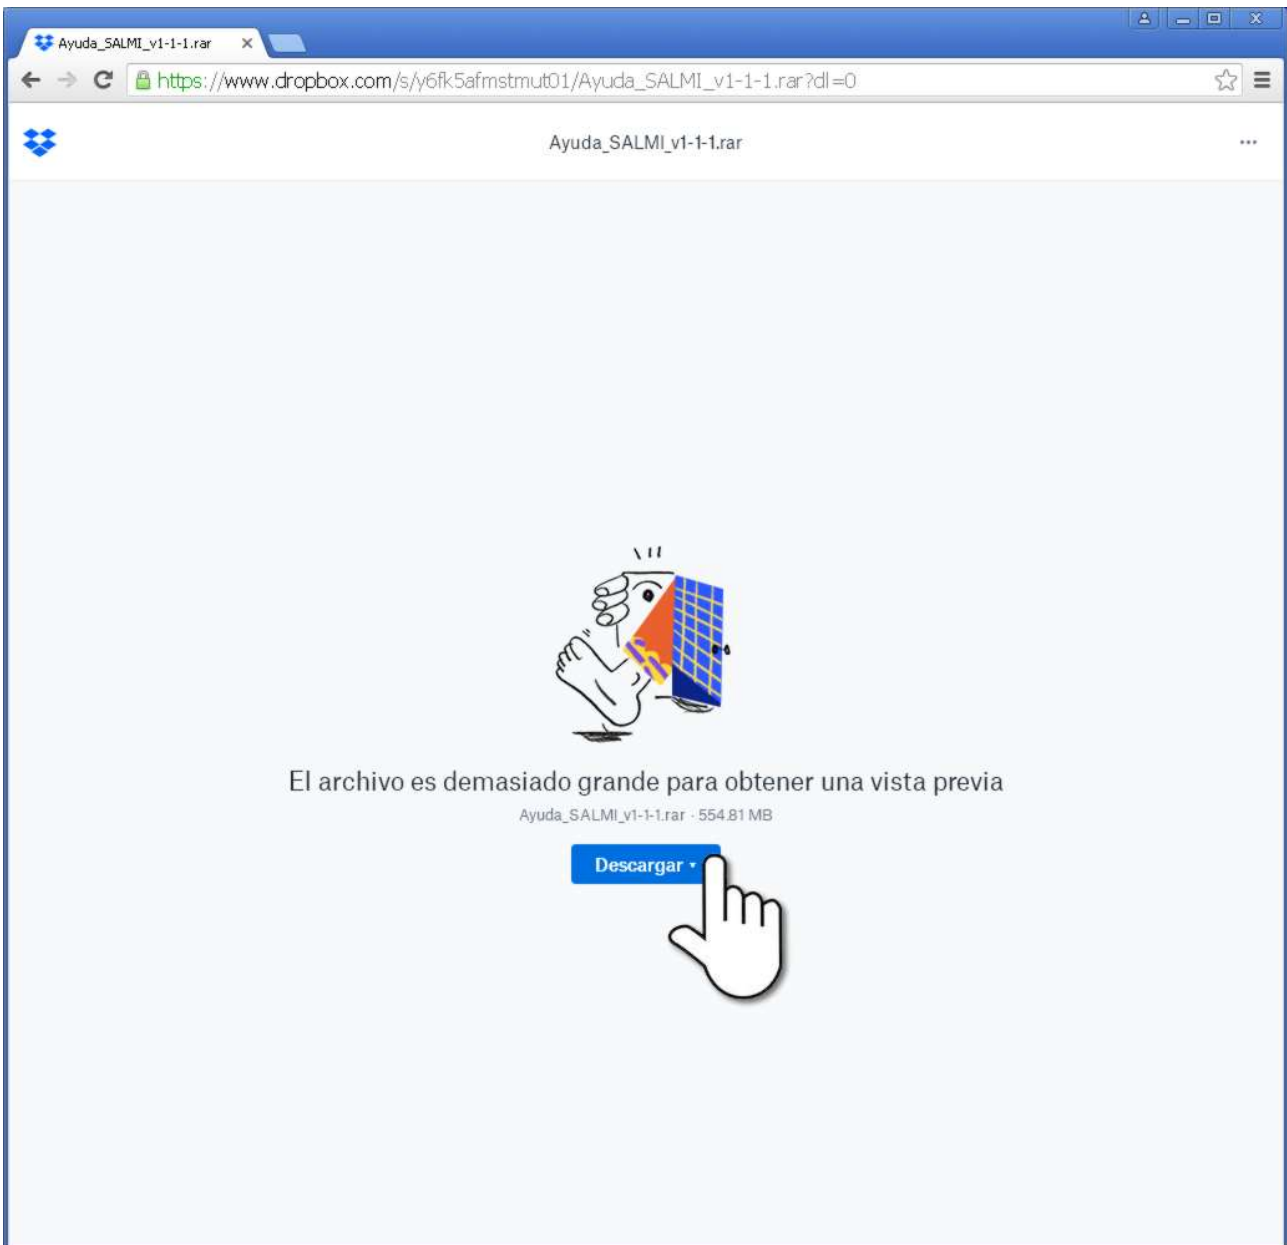 Ayuda_SALMI_v1-1-1.rar
https://www.dropbox.com/s/y6fk5afmstmut01/Ayuda_SALMI_v1-1-1.rar?dl=0
Ayuda_SALMI_v1-1-1.rar
El archivo es demasiado grande para obtener una vista previa
Ayuda_SALMI_v1-1-1.rar · 554.81 MB
Descargar